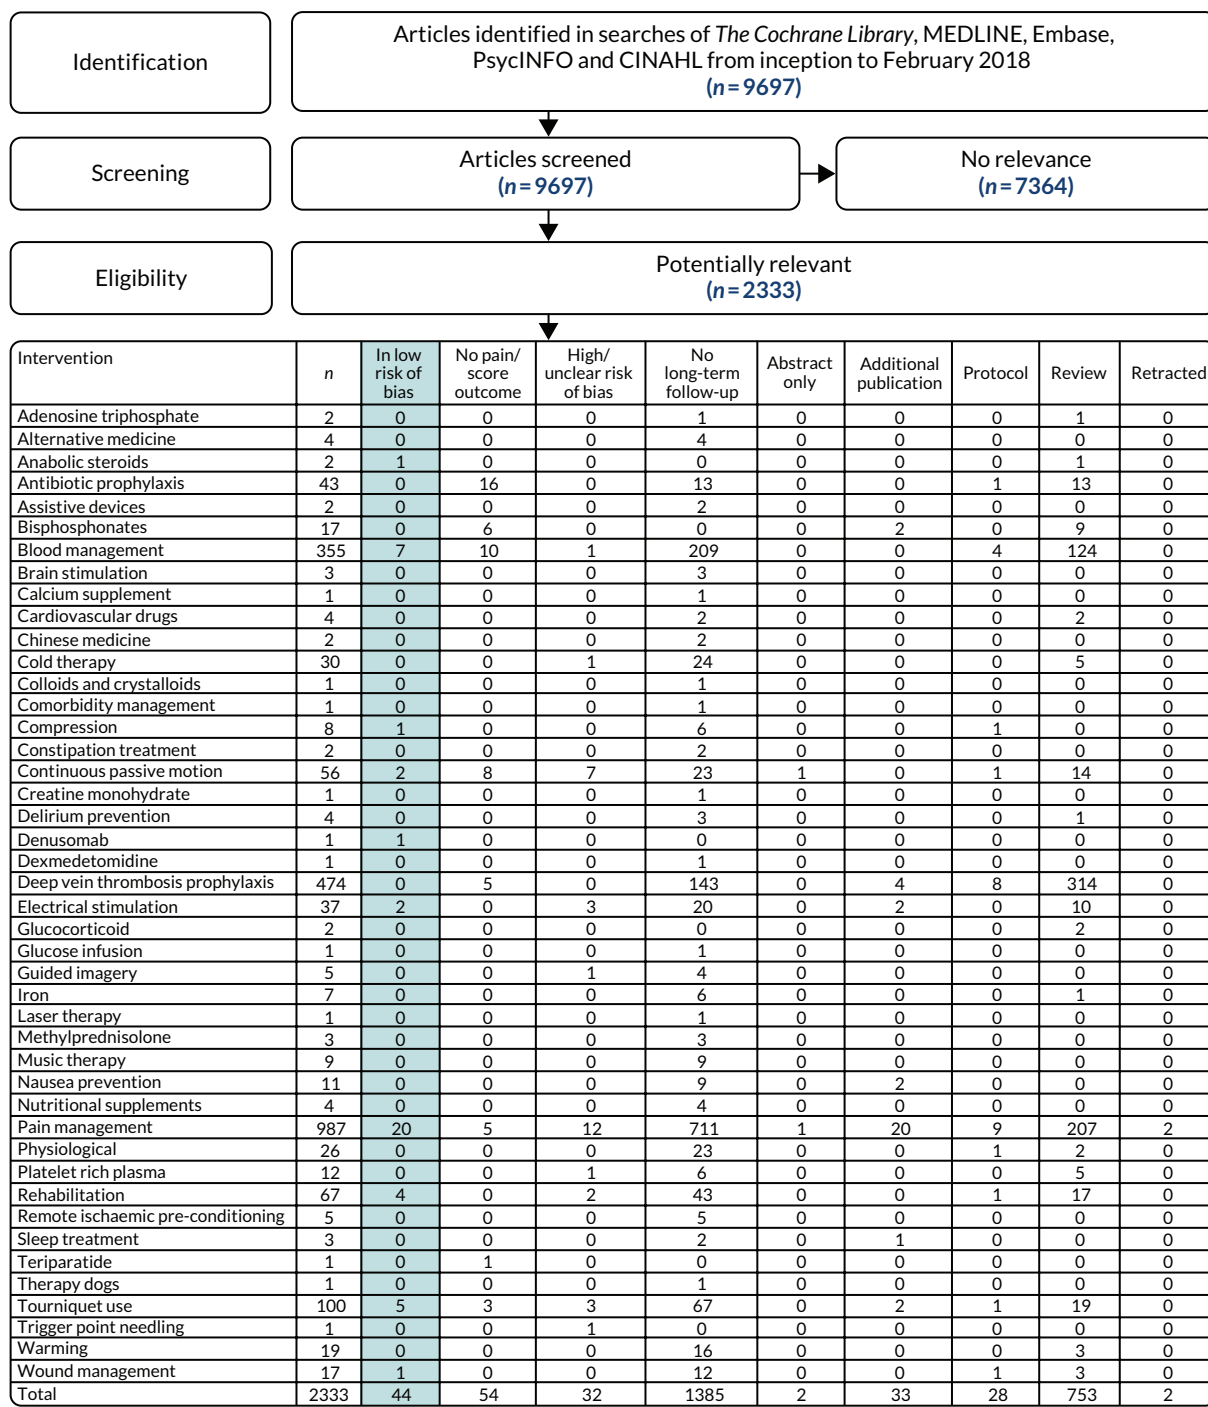 Identification
Articles identified in searches of The Cochrane Library, MEDLINE, Embase,
PsycINFO and CINAHL from inception to February 2018
(n = 9697)
Screening
Articles screened
(n = 9697)
No relevance
(n = 7364)
Eligibility
Potentially relevant
(n = 2333)
Intervention n In low risk of bias No pain/ score outcome High/ unclear risk of bias No long-term follow-up Abstract only Additional publication Protocol Review Retracted
Adenosine triphosphate 2 0 0 0 1 0 0 0 1 0
Alternative medicine 4 0 0 0 4 0 0 0 0 0
Anabolic steroids 2 1 0 0 0 0 0 0 1 0
Antibiotic prophylaxis 43 0 16 0 13 0 0 1 13 0
Assistive devices 2 0 0 0 2 0 0 0 0 0
Bisphosphonates 17 0 6 0 0 0 2 0 9 0
Blood management 355 7 10 1 209 0 0 4 124 0
Brain stimulation 3 0 0 0 3 0 0 0 0 0
Calcium supplement 1 0 0 0 1 0 0 0 0 0
Cardiovascular drugs 4 0 0 0 2 0 0 0 2 0
Chinese medicine 2 0 0 0 2 0 0 0 0 0
Cold therapy 30 0 0 1 24 0 0 0 5 0
Colloids and crystalloids 1 0 0 0 1 0 0 0 0 0
Comorbidity management 1 0 0 0 1 0 0 0 0 0
Compression 8 1 0 0 6 0 0 1 0 0
Constipation treatment 2 0 0 0 2 0 0 0 0 0
Continuous passive motion 56 2 8 7 23 1 0 1 14 0
Creatine monohydrate 1 0 0 0 1 0 0 0 0 0
Delirium prevention 4 0 0 0 3 0 0 0 1 0
Denusomab 1 1 0 0 0 0 0 0 0 0
Dexmedetomidine 1 0 0 0 1 0 0 0 0 0
Deep vein thrombosis prophylaxis 474 0 5 0 143 0 4 8 314 0
Electrical stimulation 37 2 0 3 20 0 2 0 10 0
Glucocorticoid 2 0 0 0 0 0 0 0 2 0
Glucose infusion 1 0 0 0 1 0 0 0 0 0
Guided imagery 5 0 0 1 4 0 0 0 0 0
Iron 7 0 0 0 6 0 0 0 1 0
Laser therapy 1 0 0 0 1 0 0 0 0 0
Methylprednisolone 3 0 0 0 3 0 0 0 0 0
Music therapy 9 0 0 0 9 0 0 0 0 0
Nausea prevention 11 0 0 0 9 0 2 0 0 0
Nutritional supplements 4 0 0 0 4 0 0 0 0 0
Pain management 987 20 5 12 711 1 20 9 207 2
Physiological 26 0 0 0 23 0 0 1 2 0
Platelet rich plasma 12 0 0 1 6 0 0 0 5 0
Rehabilitation 67 4 0 2 43 0 0 1 17 0
Remote ischaemic pre-conditioning 5 0 0 0 5 0 0 0 0 0
Sleep treatment 3 0 0 0 2 0 1 0 0 0
Teriparatide 1 0 1 0 0 0 0 0 0 0
Therapy dogs 1 0 0 0 1 0 0 0 0 0
Tourniquet use 100 5 3 3 67 0 2 1 19 0
Trigger point needling 1 0 0 1 0 0 0 0 0 0
Warming 19 0 0 0 16 0 0 0 3 0
Wound management 17 1 0 0 12 0 0 1 3 0
Total 2333 44 54 32 1385 2 33 28 753 2